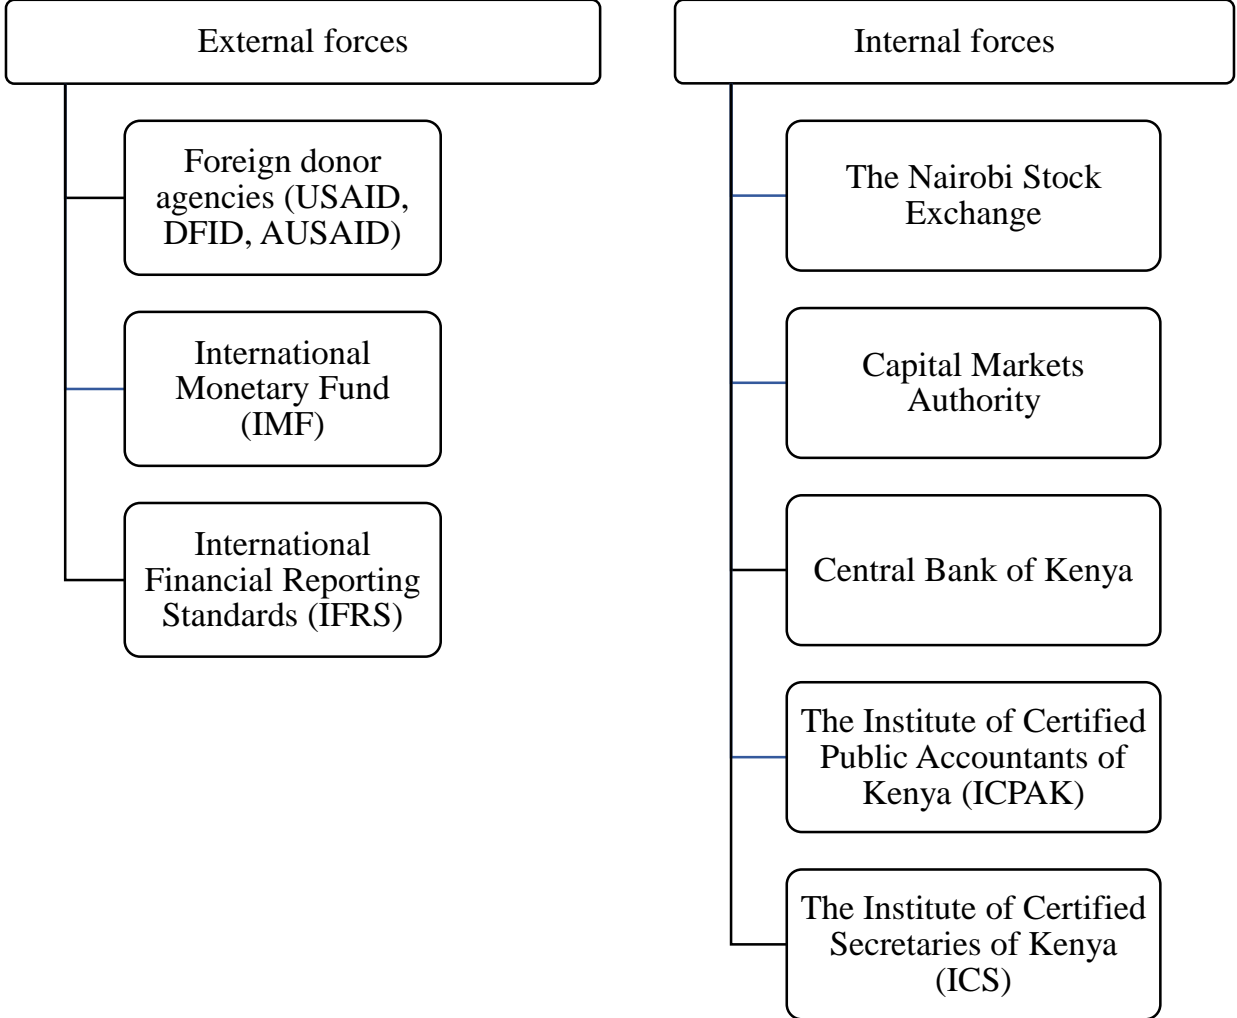 External forces
Foreign donor
agencies (USAID,
DFID, AUSAID)
International
Monetary Fund
(IMF)
International
Financial Reporting
Standards (IFRS)
Internal forces
The Nairobi Stock
Exchange
Capital Markets
Authority
Central Bank of Kenya
The Institute of Certified
Public Accountants of
Kenya (ICPAK)
The Institute of Certified
Secretaries of Kenya
(ICS)